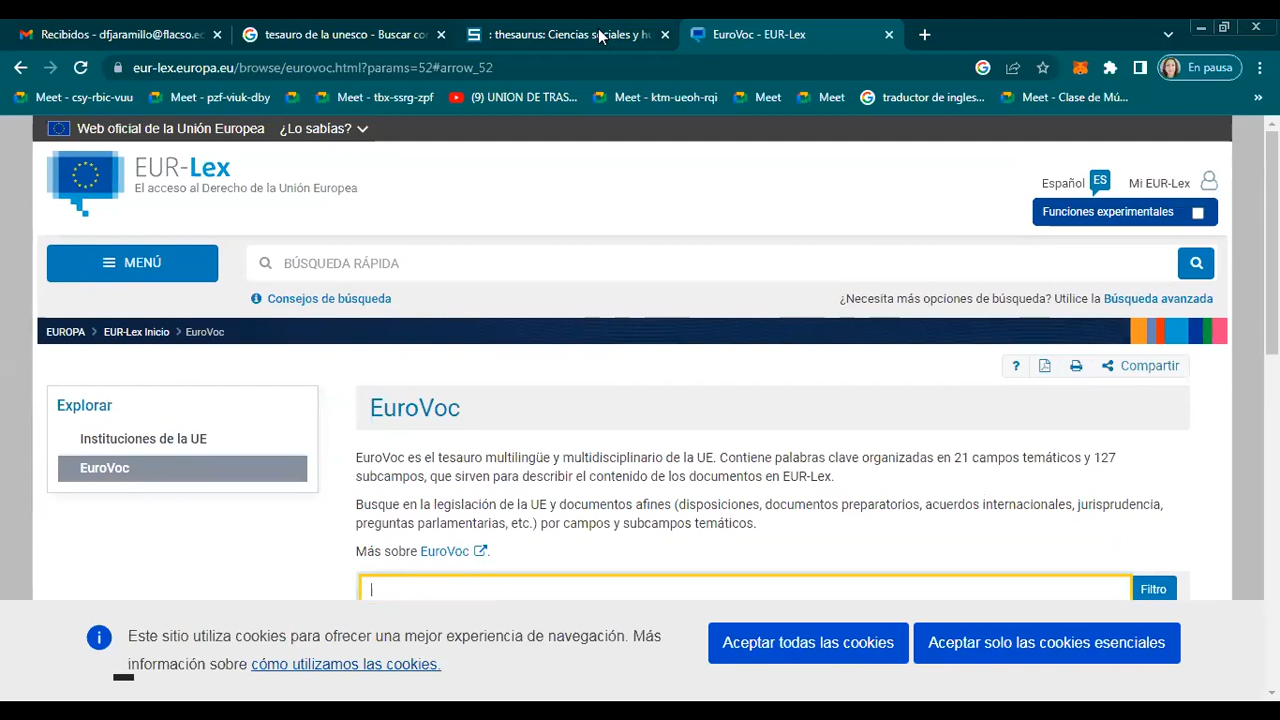 Recibidos - dfjaramillo@flacso.ec
tesauro de la unesco - Buscar con
: thesaurus: Ciencias sociales y hu
EuroVoc - EUR-Lex
eur-lex.europa.eu/browse/eurovoc.html?params=52#arrow_52
En pausa
Meet - csy-rbic-vuu
Meet - pzf-viuk-dby
Meet - tbx-ssrg-zpf
(9) UNION DE TRAS...
Meet - ktm-ueoh-rqi
Meet
Meet
traductor de ingles...
Meet - Clase de Mú...
»
Web oficial de la Unión Europea
¿Lo sabías?
EUR-Lex
El acceso al Derecho de la Unión Europea
Español ES
Mi EUR-Lex
Funciones experimentales
MENÚ
BÚSQUEDA RÁPIDA
Consejos de búsqueda
¿Necesita más opciones de búsqueda? Utilice la Búsqueda avanzada
EUROPA > EUR-Lex Inicio > EuroVoc
? Compartir
Explorar
Instituciones de la UE
EuroVoc
EuroVoc
EuroVoc es el tesauro multilingüe y multidisciplinario de la UE. Contiene palabras clave organizadas en 21 campos temáticos y 127
subcampos, que sirven para describir el contenido de los documentos en EUR-Lex.
Busque en la legislación de la UE y documentos afines (disposiciones, documentos preparatorios, acuerdos internacionales, jurisprudencia,
preguntas parlamentarias, etc.) por campos y subcampos temáticos.
Más sobre EuroVoc.
Filtro
Este sitio utiliza cookies para ofrecer una mejor experiencia de navegación. Más
información sobre cómo utilizamos las cookies.
Aceptar todas las cookies
Aceptar solo las cookies esenciales